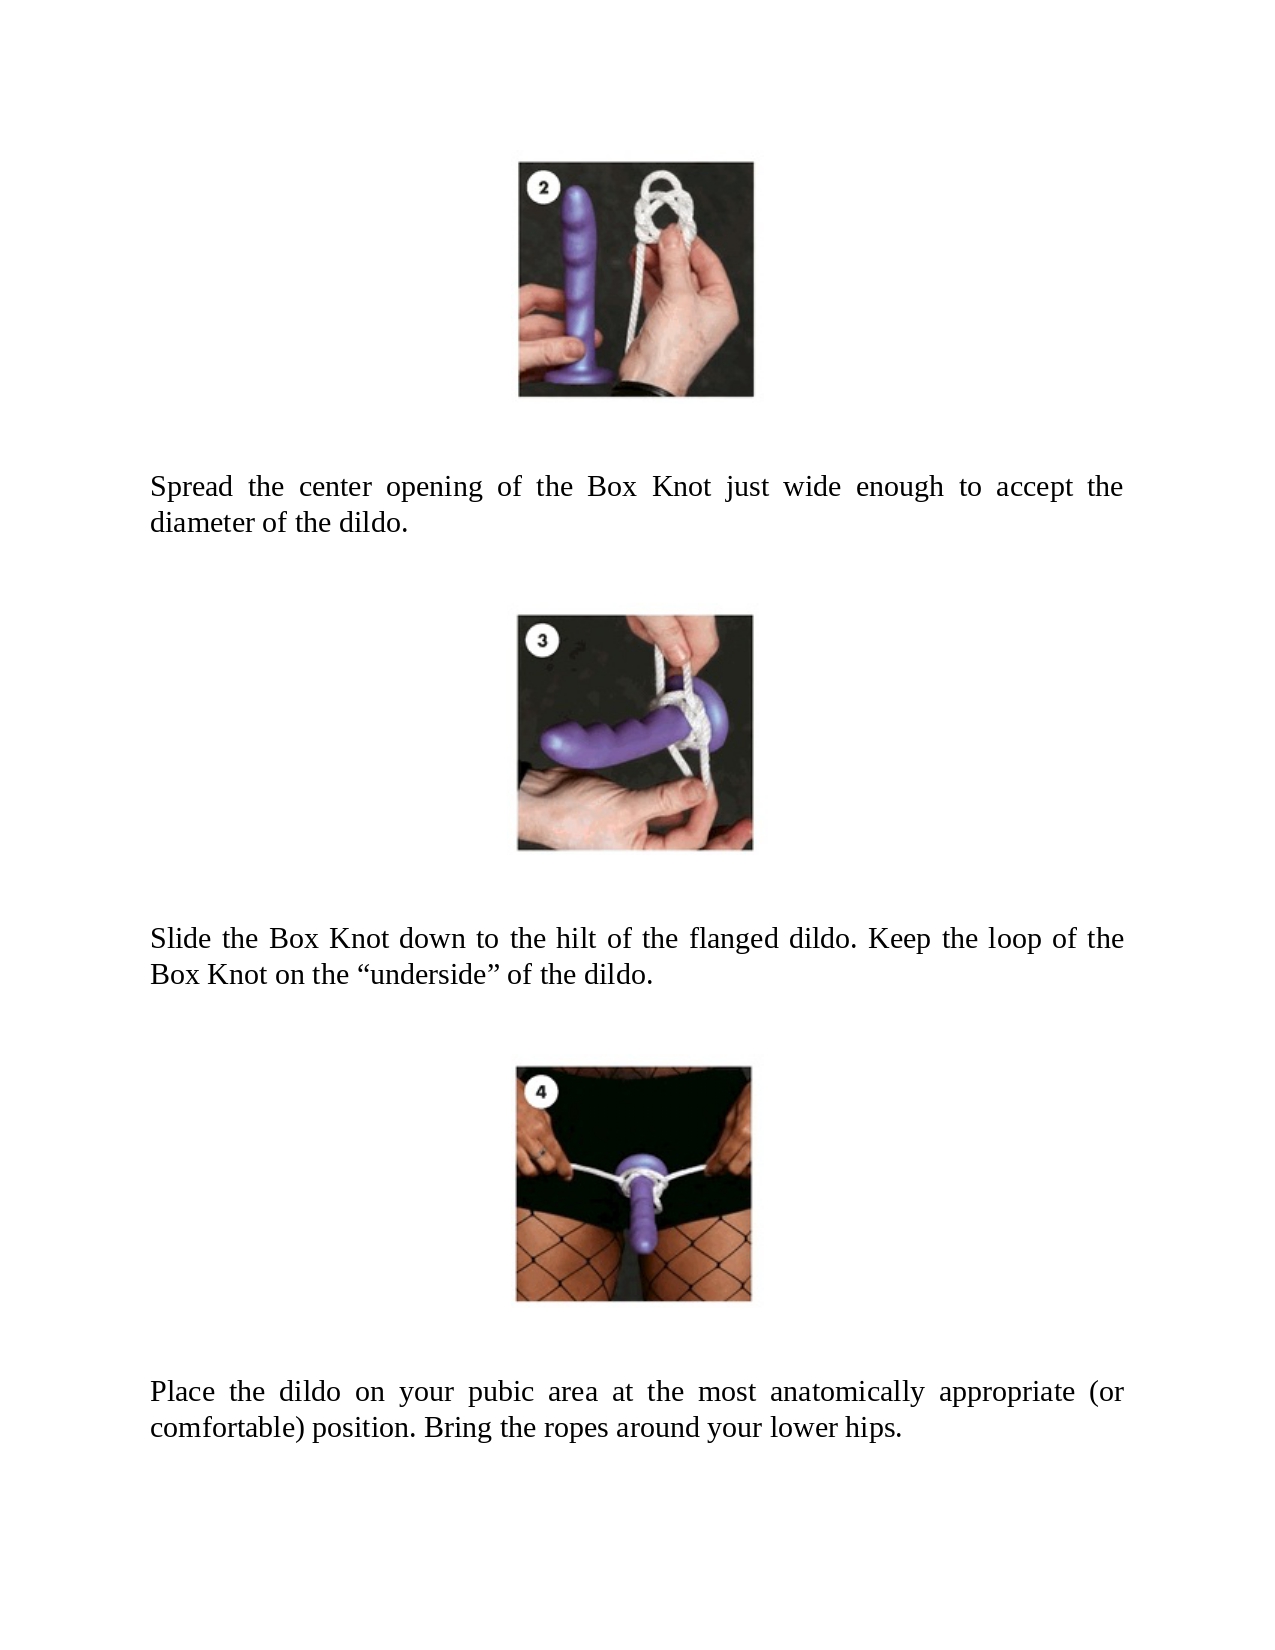 2
Spread the center opening of the Box Knot just wide enough to accept the
diameter of the dildo.
3
Slide the Box Knot down to the hilt of the flanged dildo. Keep the loop of the
Box Knot on the “underside” of the dildo.
4
Place the dildo on your pubic area at the most anatomically appropriate (or
comfortable) position. Bring the ropes around your lower hips.